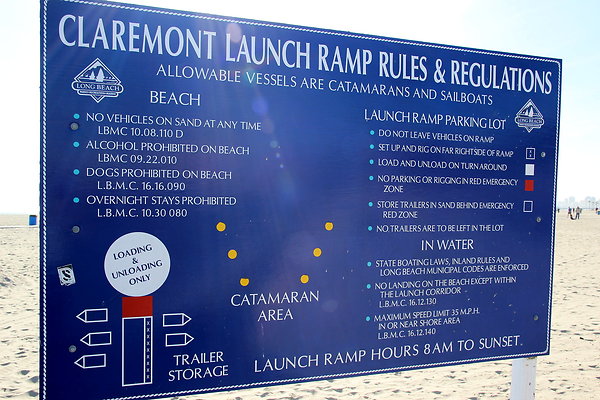 CLAREMONT LAUNCH RAMP RULES & REGULATIONS
ALLOWABLE VESSELS ARE CATAMARANS AND SAILBOATS
LONG BEACH
BEACH
NO VEHICLES ON SAND AT ANY TIME
LBMC 10.08.110 D
ALCOHOL PROHIBITED ON BEACH
LBMC 09.22.010
DOGS PROHIBITED ON BEACH
L.B.M.C. 16.16.090
OVERNIGHT STAYS PROHIBITED
L.B.M.C. 10.30 080
LOADING
&
UNLOADING
ONLY
TRAILER
STORAGE
CATAMARAN
AREA
LONG BEACH
LAUNCH RAMP PARKING LOT
DO NOT LEAVE VEHICLES ON RAMP
SET UP AND RIG ON FAR RIGHT SIDE OF RAMP
LOAD AND UNLOAD ON TURN AROUND
NO PARKING OR RIGGING IN RED EMERGENCY
ZONE
STORE TRAILERS IN SAND BEHIND EMERGENCY
RED ZONE
NO TRAILERS ARE TO BE LEFT IN THE LOT
IN WATER
STATE BOATING LAWS, INLAND RULES AND
LONG BEACH MUNICIPAL CODES ARE ENFORCED
NO LANDING ON THE BEACH EXCEPT WITHIN
THE LAUNCH CORRIDOR
L.B.M.C. 16.12.130
MAXIMUM SPEED LIMIT 35 M.P.H.
IN OR NEAR SHORE AREA
L.B.M.C. 16.12.140
LAUNCH RAMP HOURS 8AM TO SUNSET